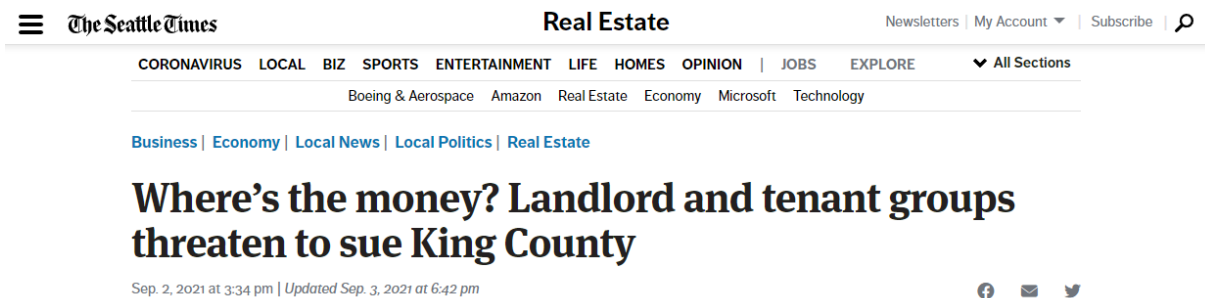 The Seattle Times
Real Estate
Newsletters | My Account | Subscribe |
CORONAVIRUS LOCAL BIZ SPORTS ENTERTAINMENT LIFE HOMES OPINION | JOBS EXPLORE All Sections
Boeing & Aerospace Amazon Real Estate Economy Microsoft Technology
Business | Economy | Local News | Local Politics | Real Estate
Where's the money? Landlord and tenant groups
threaten to sue King County
Sep. 2, 2021 at 3:34 pm | Updated Sep. 3, 2021 at 6:42 pm